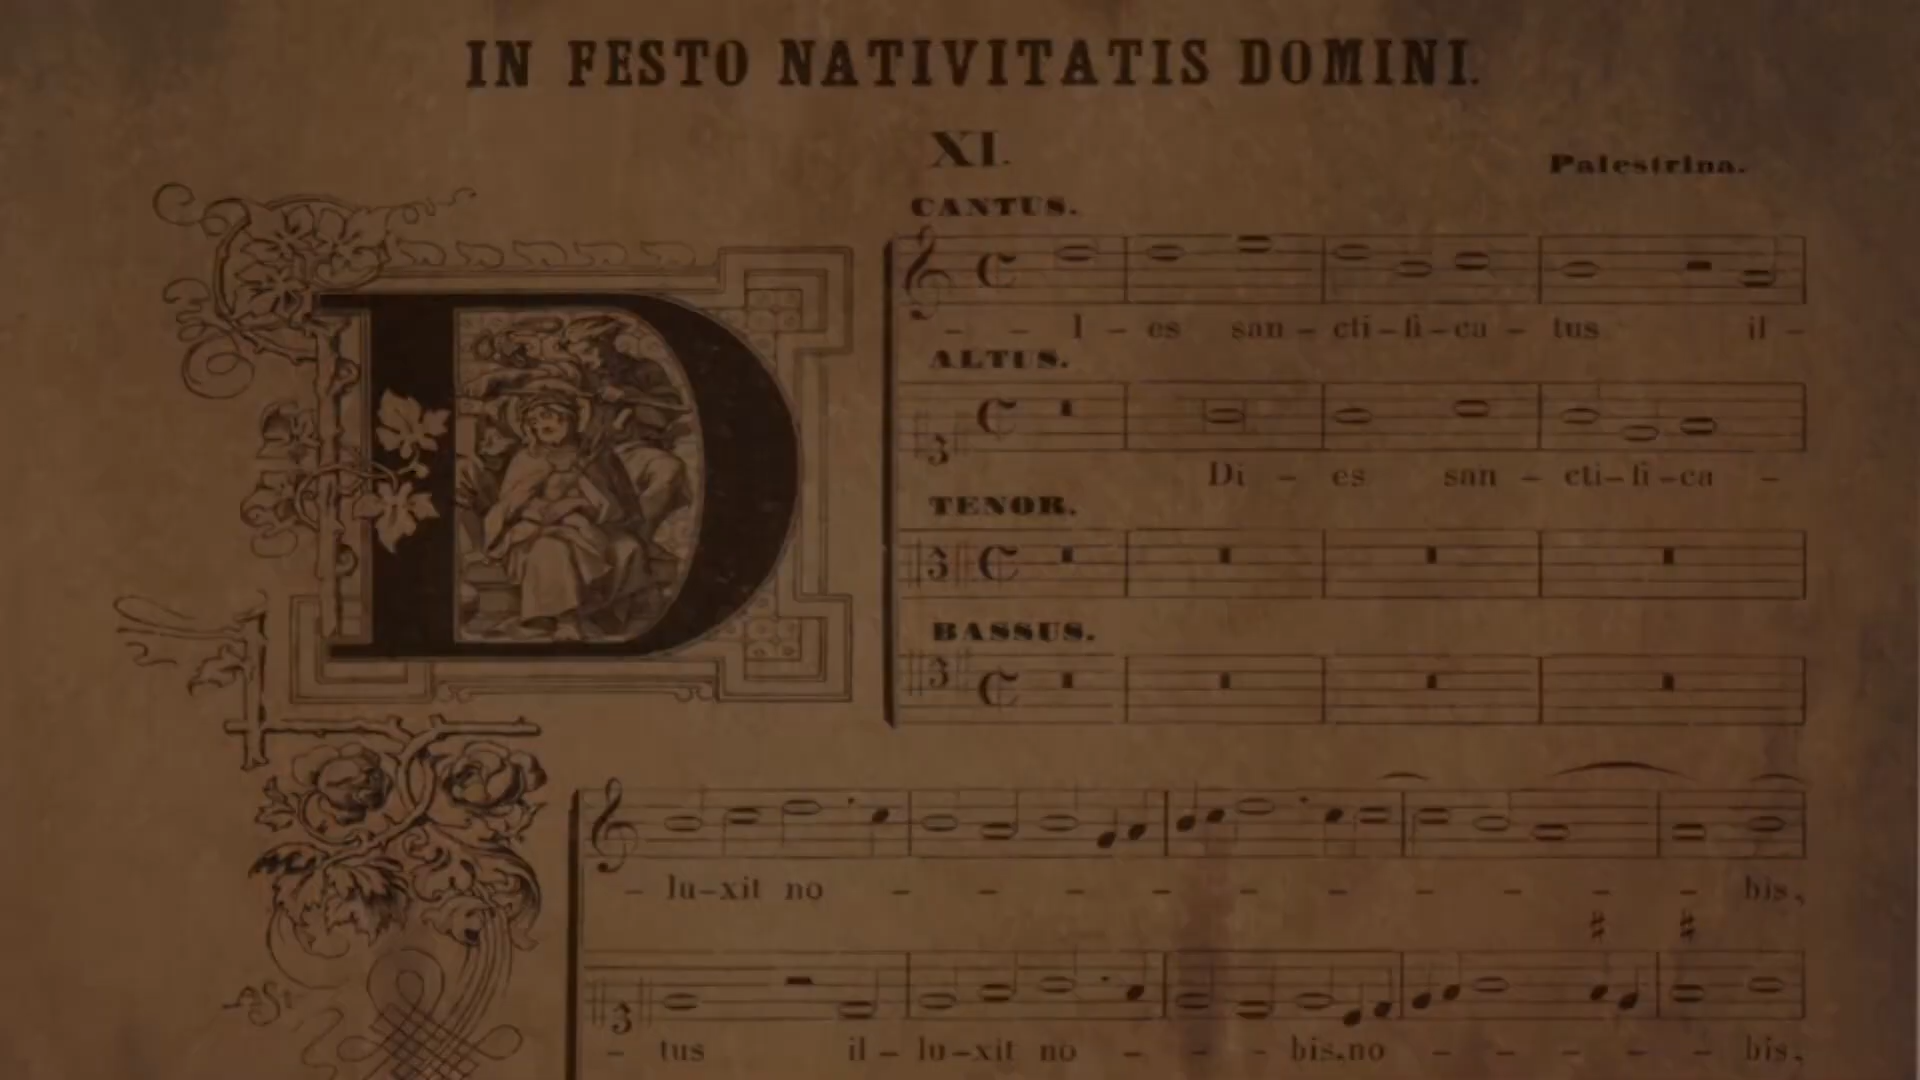 IN FESTO NATIVITATIS DOMINI.
XI.
Palestrina.
CANTUS.
D
- - I - es san - cti - fi - ca - tus il -
ALTUS.
Di - es san - cti - fi - ca -
TENOR.
BASSUS.
- lu - xit no - - - - - - - - - - bis,
- tus il - lu - xit no - - - bis, no - - - - bis,